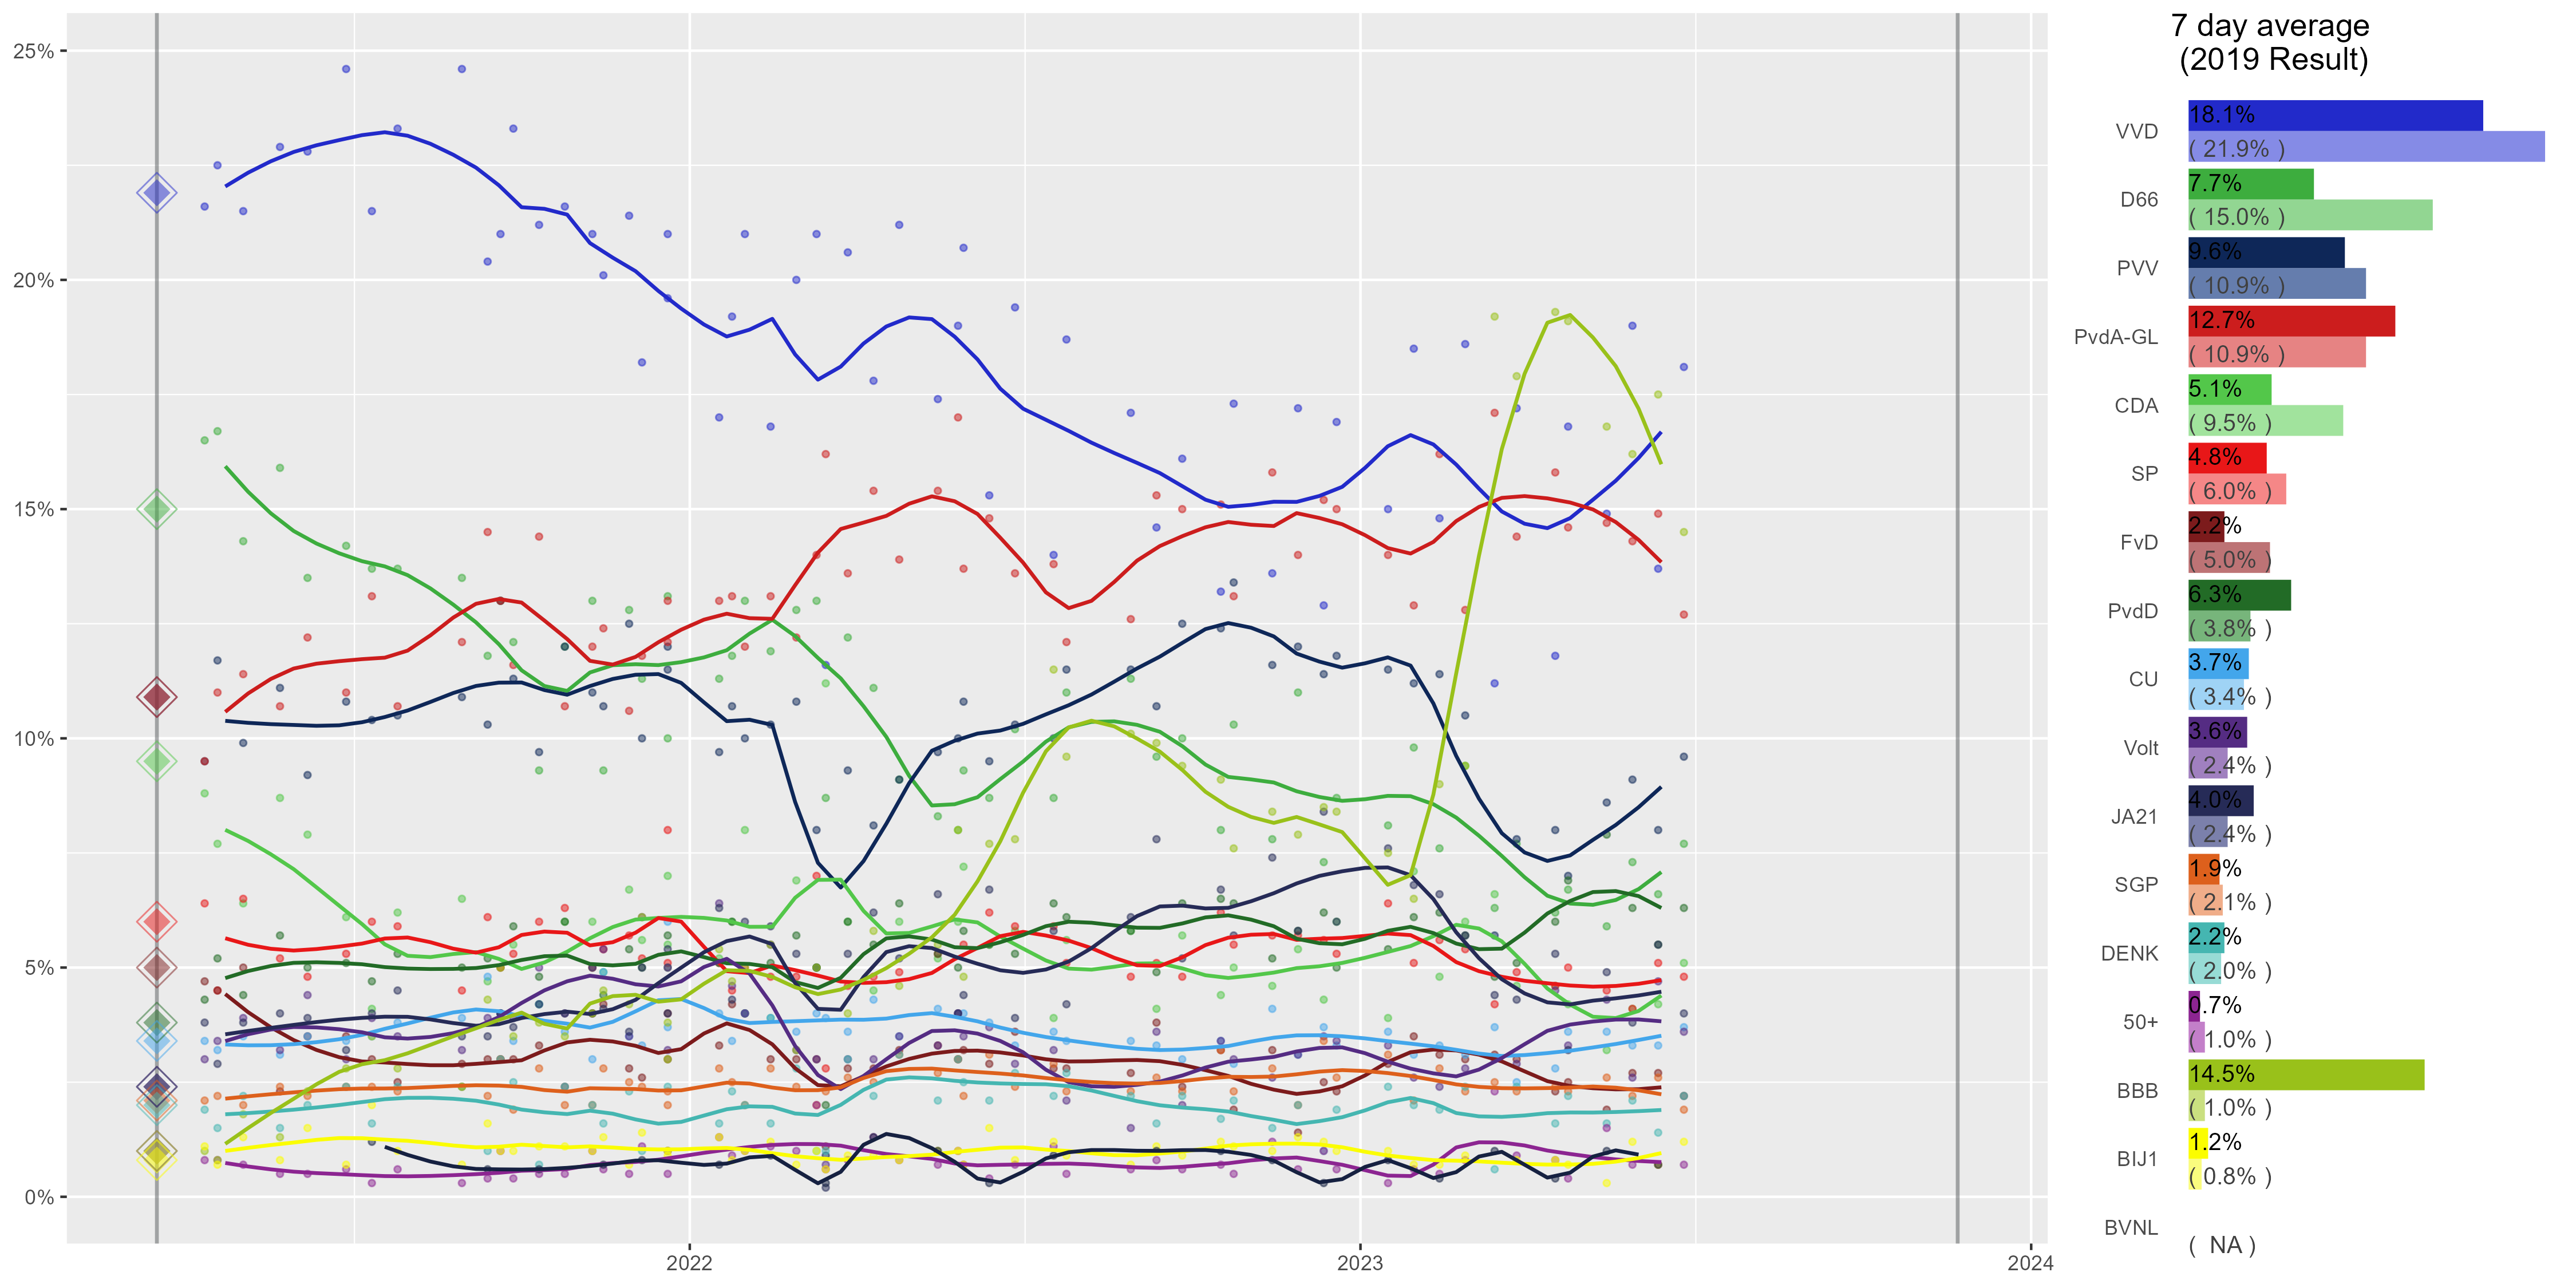 7 day average
(2019 Result)
25%
20%
15%
10%
5%
0%
2022
2023
2024
VVD
18.1%
( 21.9% )
D66
7.7%
( 15.0% )
PVV
9.6%
( 10.9% )
PvdA-GL
12.7%
( 10.9% )
CDA
5.1%
( 9.5% )
SP
4.8%
( 6.0% )
FvD
2.2%
( 5.0% )
PvdD
6.3%
( 3.8% )
CU
3.7%
( 3.4% )
Volt
3.6%
( 2.4% )
JA21
4.0%
( 2.4% )
SGP
1.9%
( 2.1% )
DENK
2.2%
( 2.0% )
50+
0.7%
( 1.0% )
BBB
14.5%
( 1.0% )
BIJ1
1.2%
( 0.8% )
BVNL
( NA )